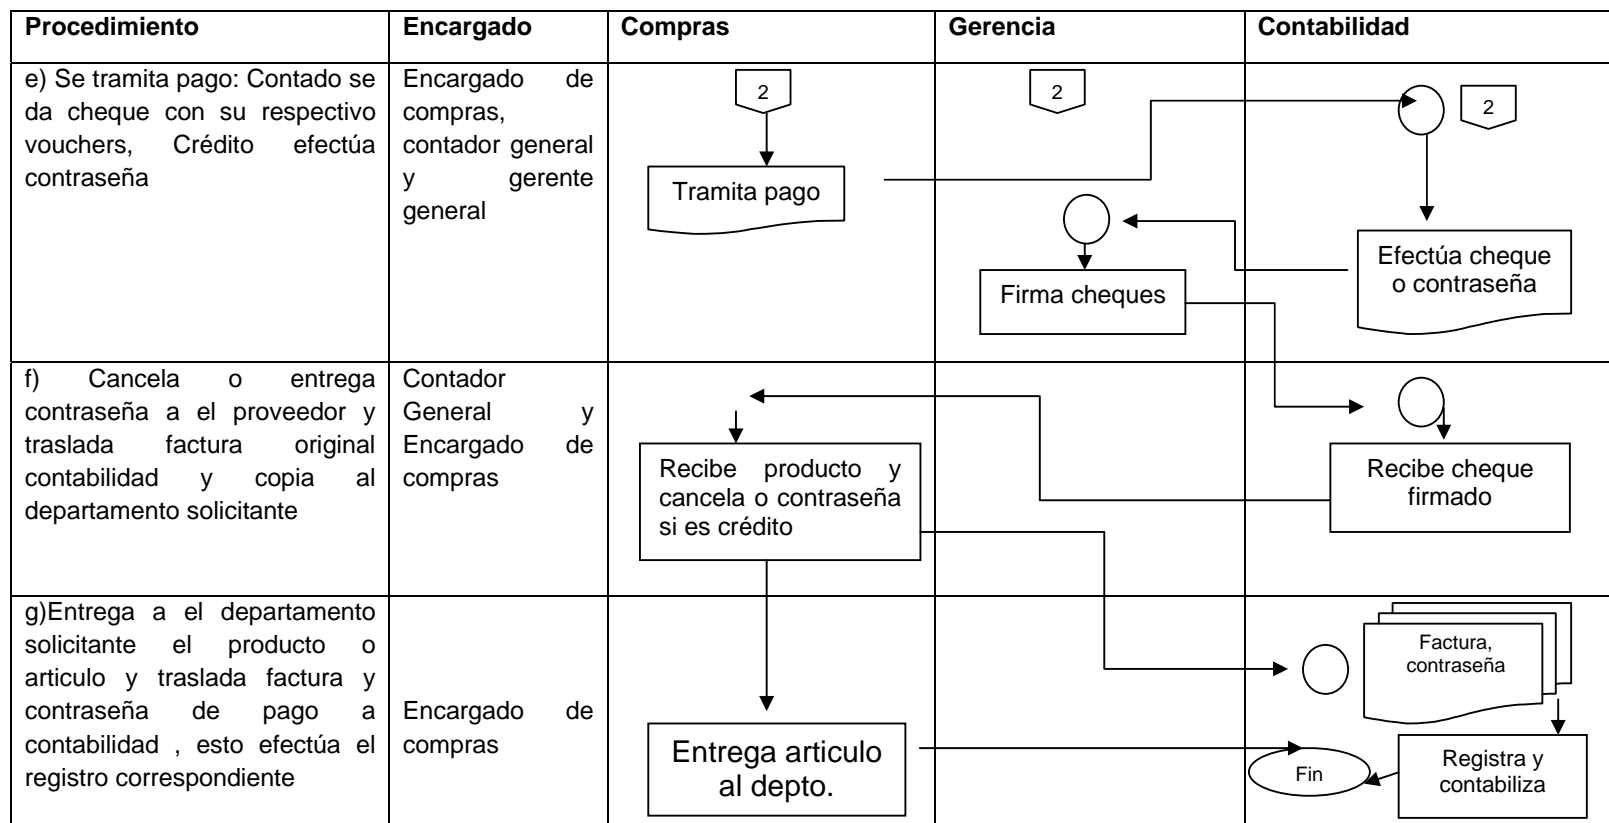 Procedimiento
Encargado
Compras
Gerencia
Contabilidad
e) Se tramita pago: Contado se
da cheque con su respectivo
vouchers, Crédito efectúa
contraseña
Encargado de
compras,
contador general
y gerente
general
2
Tramita pago
2
Firma cheques
2
Efectúa cheque
o contraseña
f) Cancela o entrega
contraseña a el proveedor y
traslada factura original
contabilidad y copia al
departamento solicitante
Contador
General y
Encargado de
compras
Recibe producto y
cancela o contraseña
si es crédito
Recibe cheque
firmado
g)Entrega a el departamento
solicitante el producto o
articulo y traslada factura y
contraseña de pago a
contabilidad , esto efectúa el
registro correspondiente
Encargado de
compras
Entrega articulo
al depto.
Factura,
contraseña
Fin
Registra y
contabiliza